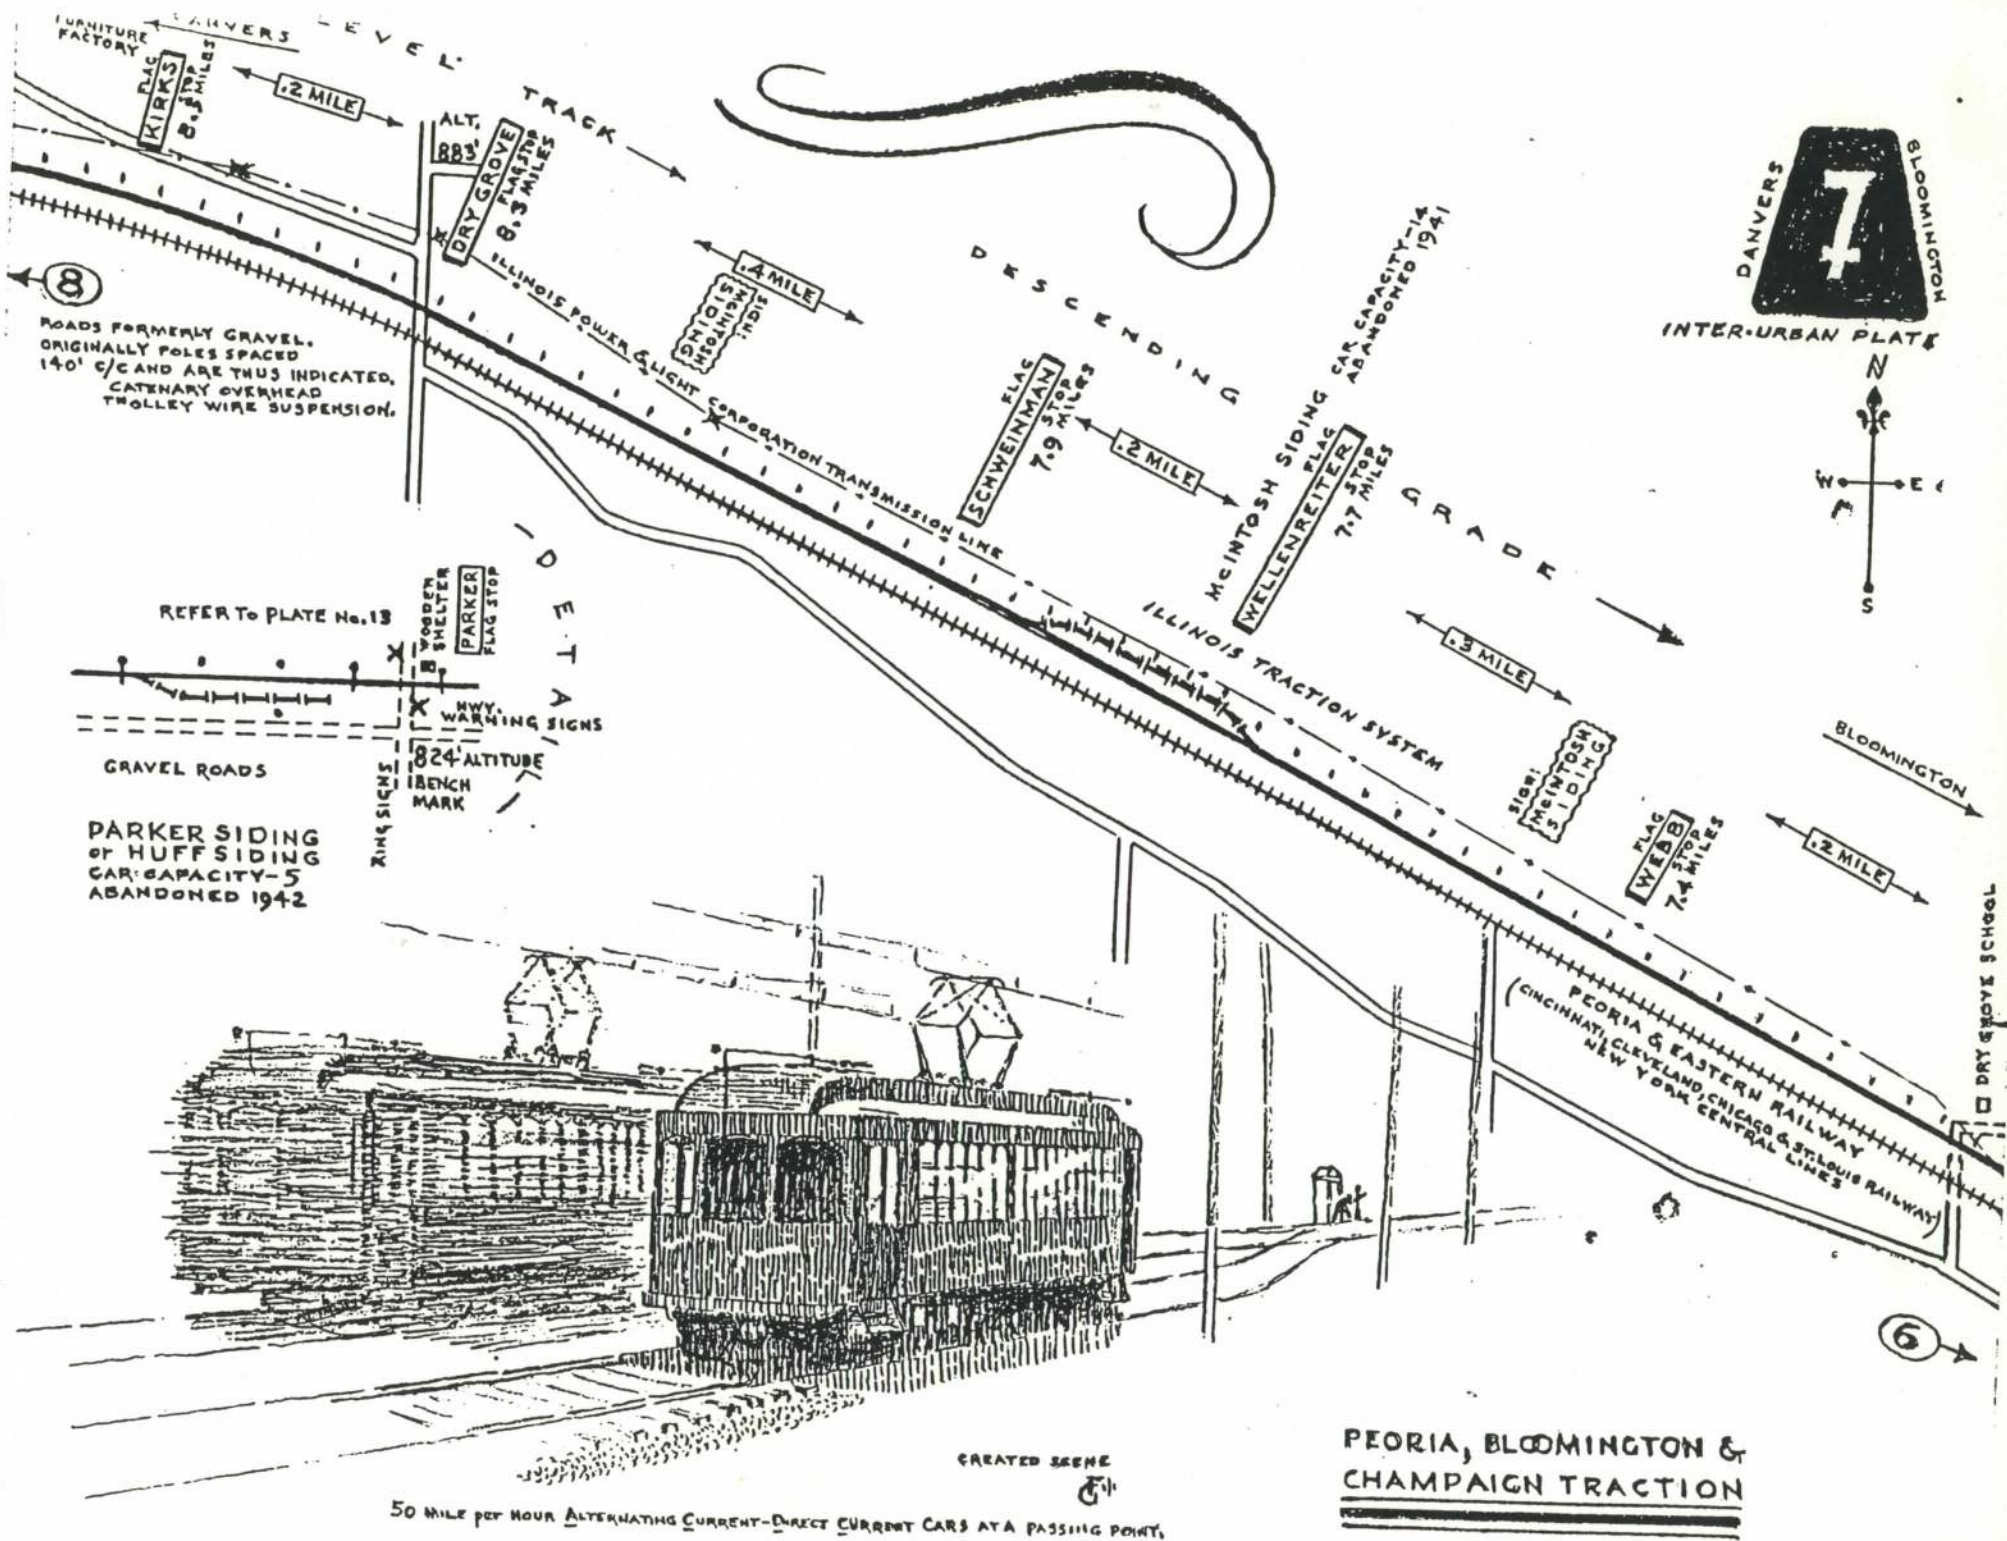 FURNITURE
FACTORY
DANVERS
LEVEL TRACK
FLAG
KIRKS
STOP
8.5 MILES
.2 MILE
ALT.
883'
DRY GROVE
FLAG STOP
8.3 MILES
8
ROADS FORMERLY GRAVEL.
ORIGINALLY POLES SPACED
140' C/C AND ARE THUS INDICATED.
CATENARY OVERHEAD
TROLLEY WIRE SUSPENSION.
ILLINOIS POWER & LIGHT CORPORATION TRANSMISSION LINE
.4 MILE
SIGN:
MCINTOSH
SIDING
DESCENDING GRADE
FLAG
SCHWEINMAN
STOP
7.9 MILES
.2 MILE
MCINTOSH SIDING CAR CAPACITY-14
ABANDONED 1941
FLAG
WELLENREITER
STOP
7.7 MILES
DANVERS
7
BLOOMINGTON
INTER-URBAN PLATE
N
W
E
S
ILLINOIS TRACTION SYSTEM
.3 MILE
SIGN:
MCINTOSH
SIDING
FLAG
WEBB
STOP
7.4 MILES
BLOOMINGTON
.2 MILE
DRY GROVE SCHOOL
PEORIA & EASTERN RAILWAY
(CINCINNATI, CLEVELAND, CHICAGO & ST. LOUIS RAILWAY)
NEW YORK CENTRAL LINES
6
DETAIL
REFER TO PLATE No. 13
WOODEN
SHELTER
PARKER
FLAG STOP
HWY.
WARNING SIGNS
824' ALTITUDE
BENCH
MARK
GRAVEL ROADS
RING SIGNS
PARKER SIDING
or HUFF SIDING
CAR CAPACITY-5
ABANDONED 1942
CREATED SCENE
50 MILE per HOUR ALTERNATING CURRENT-DIRECT CURRENT CARS AT A PASSING POINT.
PEORIA, BLOOMINGTON &
CHAMPAIGN TRACTION